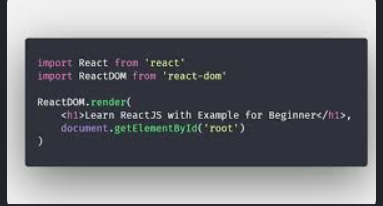 import React from 'react'
import ReactDOM from 'react-dom'
ReactDOM.render(
<h1>Learn ReactJS with Example for Beginner</h1>,
document.getElementById('root')
)